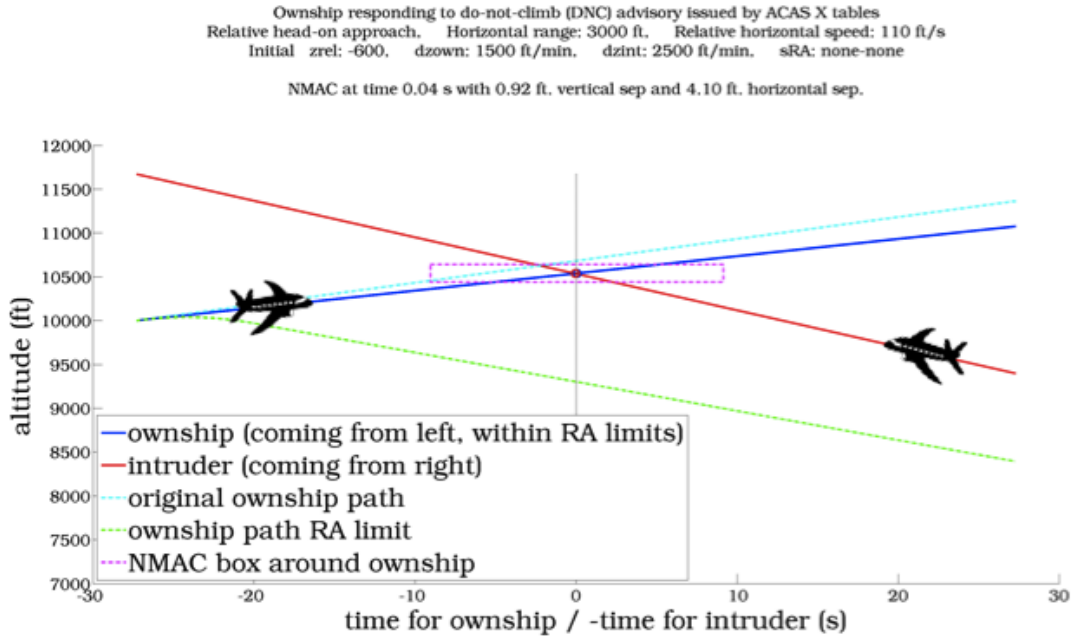 Ownship responding to do-not-climb (DNC) advisory issued by ACAS X tables
Relative head-on approach, Horizontal range: 3000 ft, Relative horizontal speed: 110 ft/s
Initial zrel: -600, dzown: 1500 ft/min, dzint: 2500 ft/min, sRA: none-none
NMAC at time 0.04 s with 0.92 ft. vertical sep and 4.10 ft. horizontal sep.
12000
11500
11000
10500
10000
9500
9000
8500
8000
7500
7000
altitude (ft)
ownship (coming from left, within RA limits)
intruder (coming from right)
original ownship path
ownship path RA limit
NMAC box around ownship
-30 -20 -10 0 10 20 30
time for ownship / -time for intruder (s)